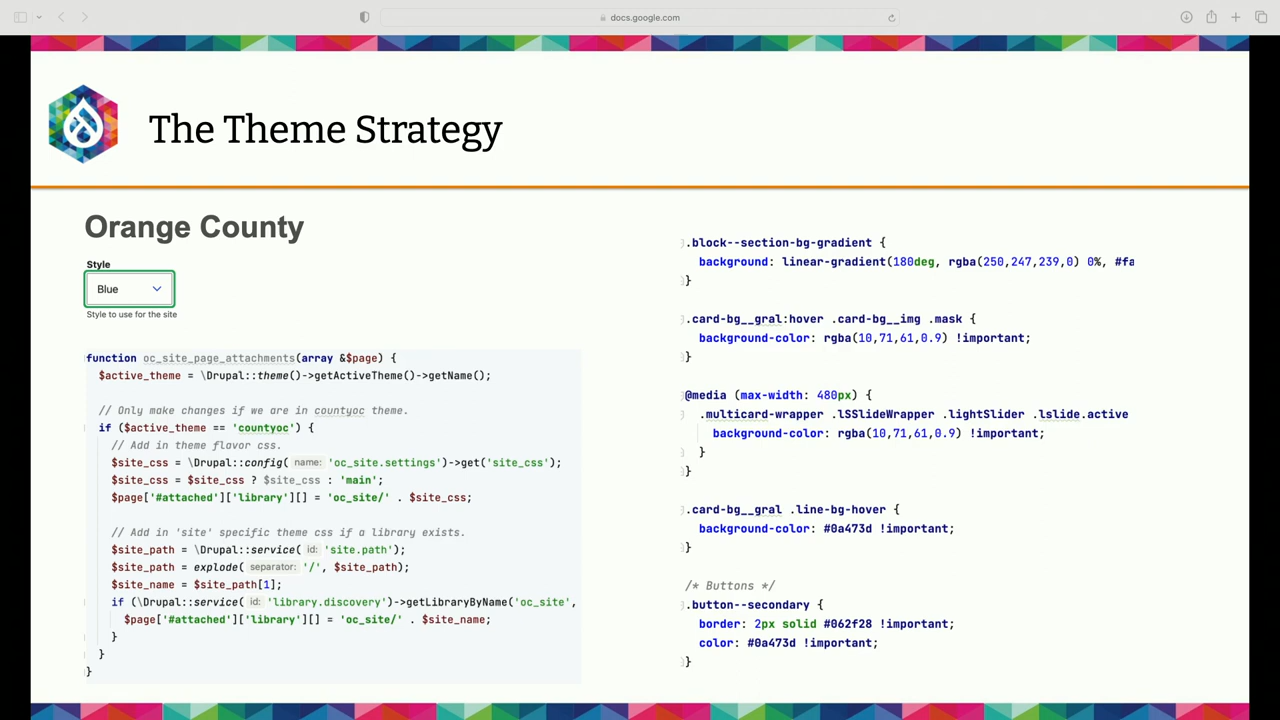 docs.google.com
The Theme Strategy
Orange County
Style
Blue
Style to use for the site
function oc_site_page_attachments(array &$page) {
$active_theme = \Drupal::theme()->getActiveTheme()->getName();
// Only make changes if we are in countyoc theme.
if ($active_theme == 'countyoc') {
// Add in theme flavor css.
$site_css = \Drupal::config( name: 'oc_site.settings')->get('site_css');
$site_css = $site_css ? $site_css : 'main';
$page['#attached']['library'][] = 'oc_site/' . $site_css;
// Add in 'site' specific theme css if a library exists.
$site_path = \Drupal::service( id: 'site.path');
$site_path = explode( separator: '/', $site_path);
$site_name = $site_path[1];
if (\Drupal::service( id: 'library.discovery')->getLibraryByName('oc_site',
$page['#attached']['library'][] = 'oc_site/' . $site_name;
}
}
}
.block--section-bg-gradient {
background: linear-gradient(180deg, rgba(250,247,239,0) 0%, #fa
}
.card-bg__gral:hover .card-bg__img .mask {
background-color: rgba(10,71,61,0.9) !important;
}
@media (max-width: 480px) {
.multicard-wrapper .lSSlideWrapper .lightSlider .lslide.active
background-color: rgba(10,71,61,0.9) !important;
}
}
.card-bg__gral .line-bg-hover {
background-color: #0a473d !important;
}
/* Buttons */
.button--secondary {
border: 2px solid #062f28 !important;
color: #0a473d !important;
}